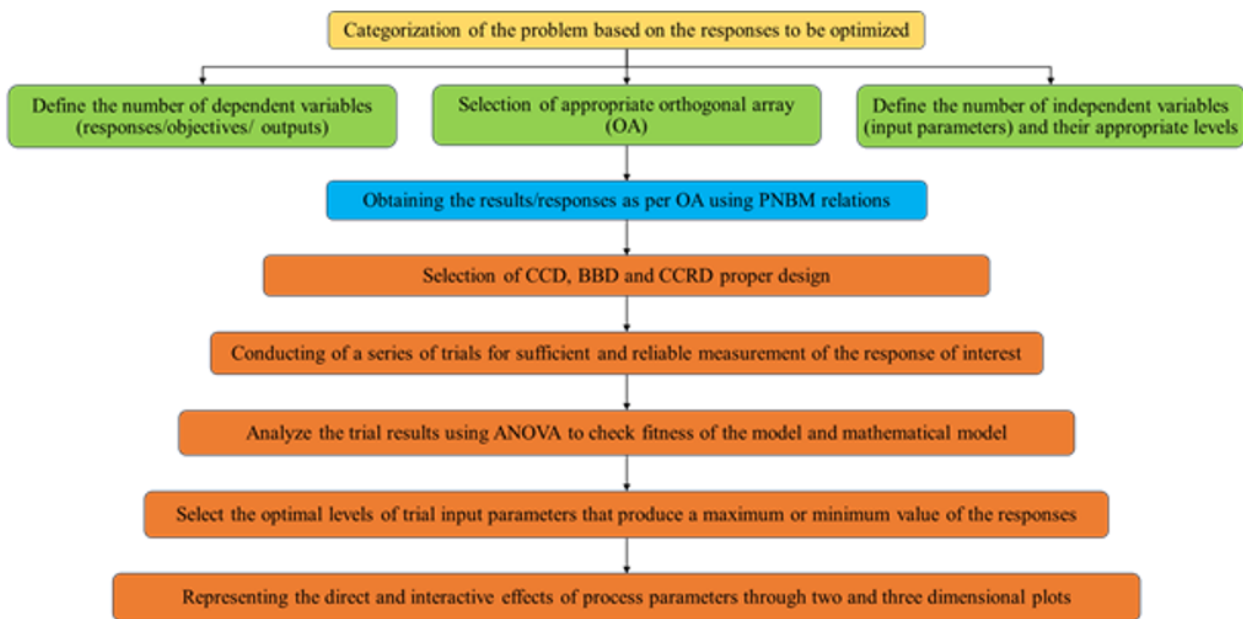 Categorization of the problem based on the responses to be optimized
Define the number of dependent variables
(responses/objectives/ outputs)
Selection of appropriate orthogonal array
(OA)
Define the number of independent variables
(input parameters) and their appropriate levels
Obtaining the results/responses as per OA using PNBM relations
Selection of CCD, BBD and CCRD proper design
Conducting of a series of trials for sufficient and reliable measurement of the response of interest
Analyze the trial results using ANOVA to check fitness of the model and mathematical model
Select the optimal levels of trial input parameters that produce a maximum or minimum value of the responses
Representing the direct and interactive effects of process parameters through two and three dimensional plots